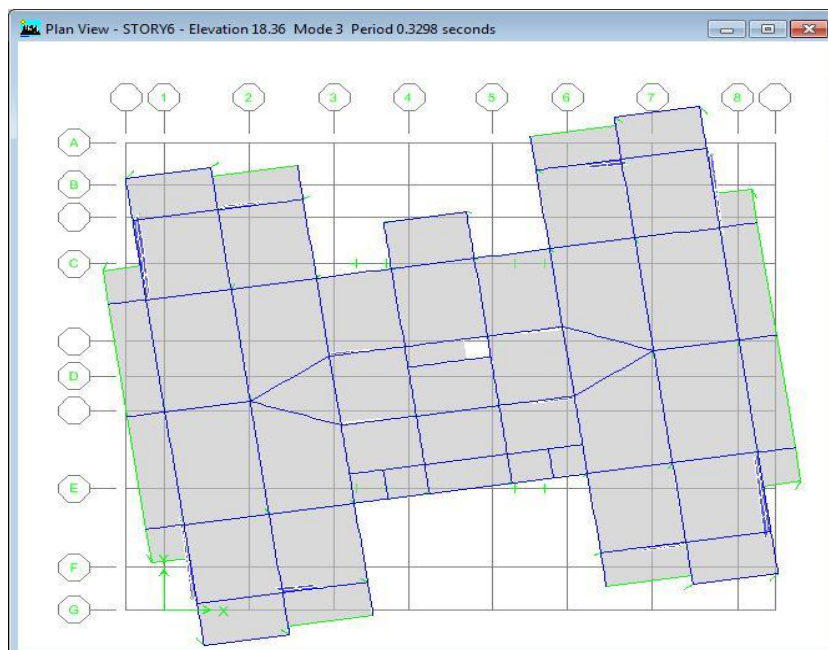 Plan View - STORY6 - Elevation 18.36 Mode 3 Period 0.3298 seconds
1 2 3 4 5 6 7 8
A
B
C
D
E
F
G
Y
X